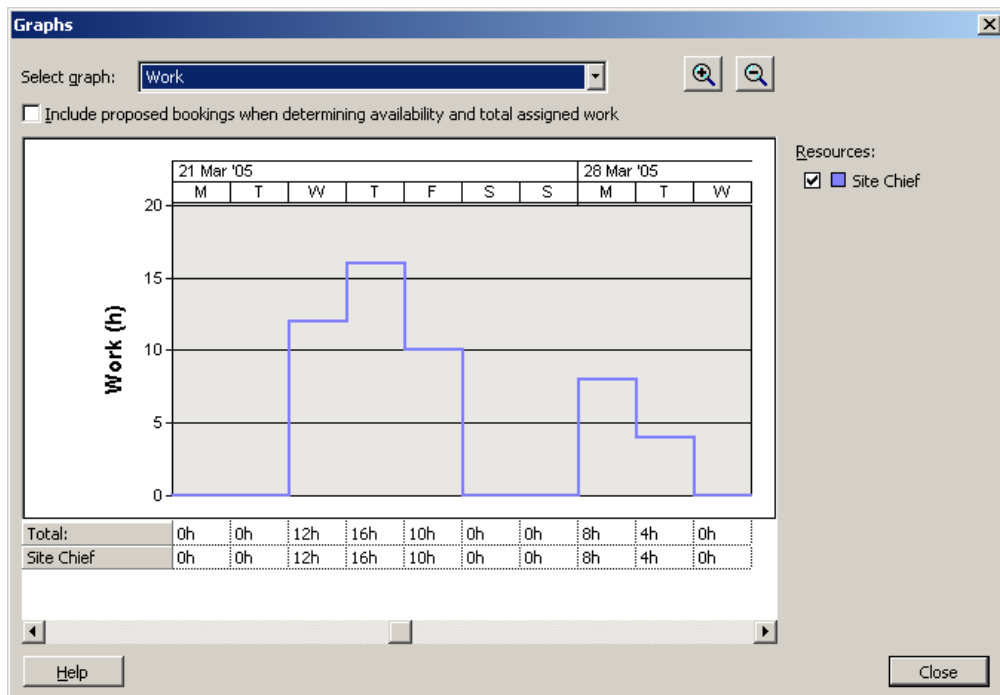 Graphs
Select graph: Work
Include proposed bookings when determining availability and total assigned work
Resources:
Site Chief
21 Mar '05 28 Mar '05
M T W T F S S M T W
20
15
10
5
0
Work (h)
Total: 0h 0h 12h 16h 10h 0h 0h 8h 4h 0h
Site Chief 0h 0h 12h 16h 10h 0h 0h 8h 4h 0h
Help Close